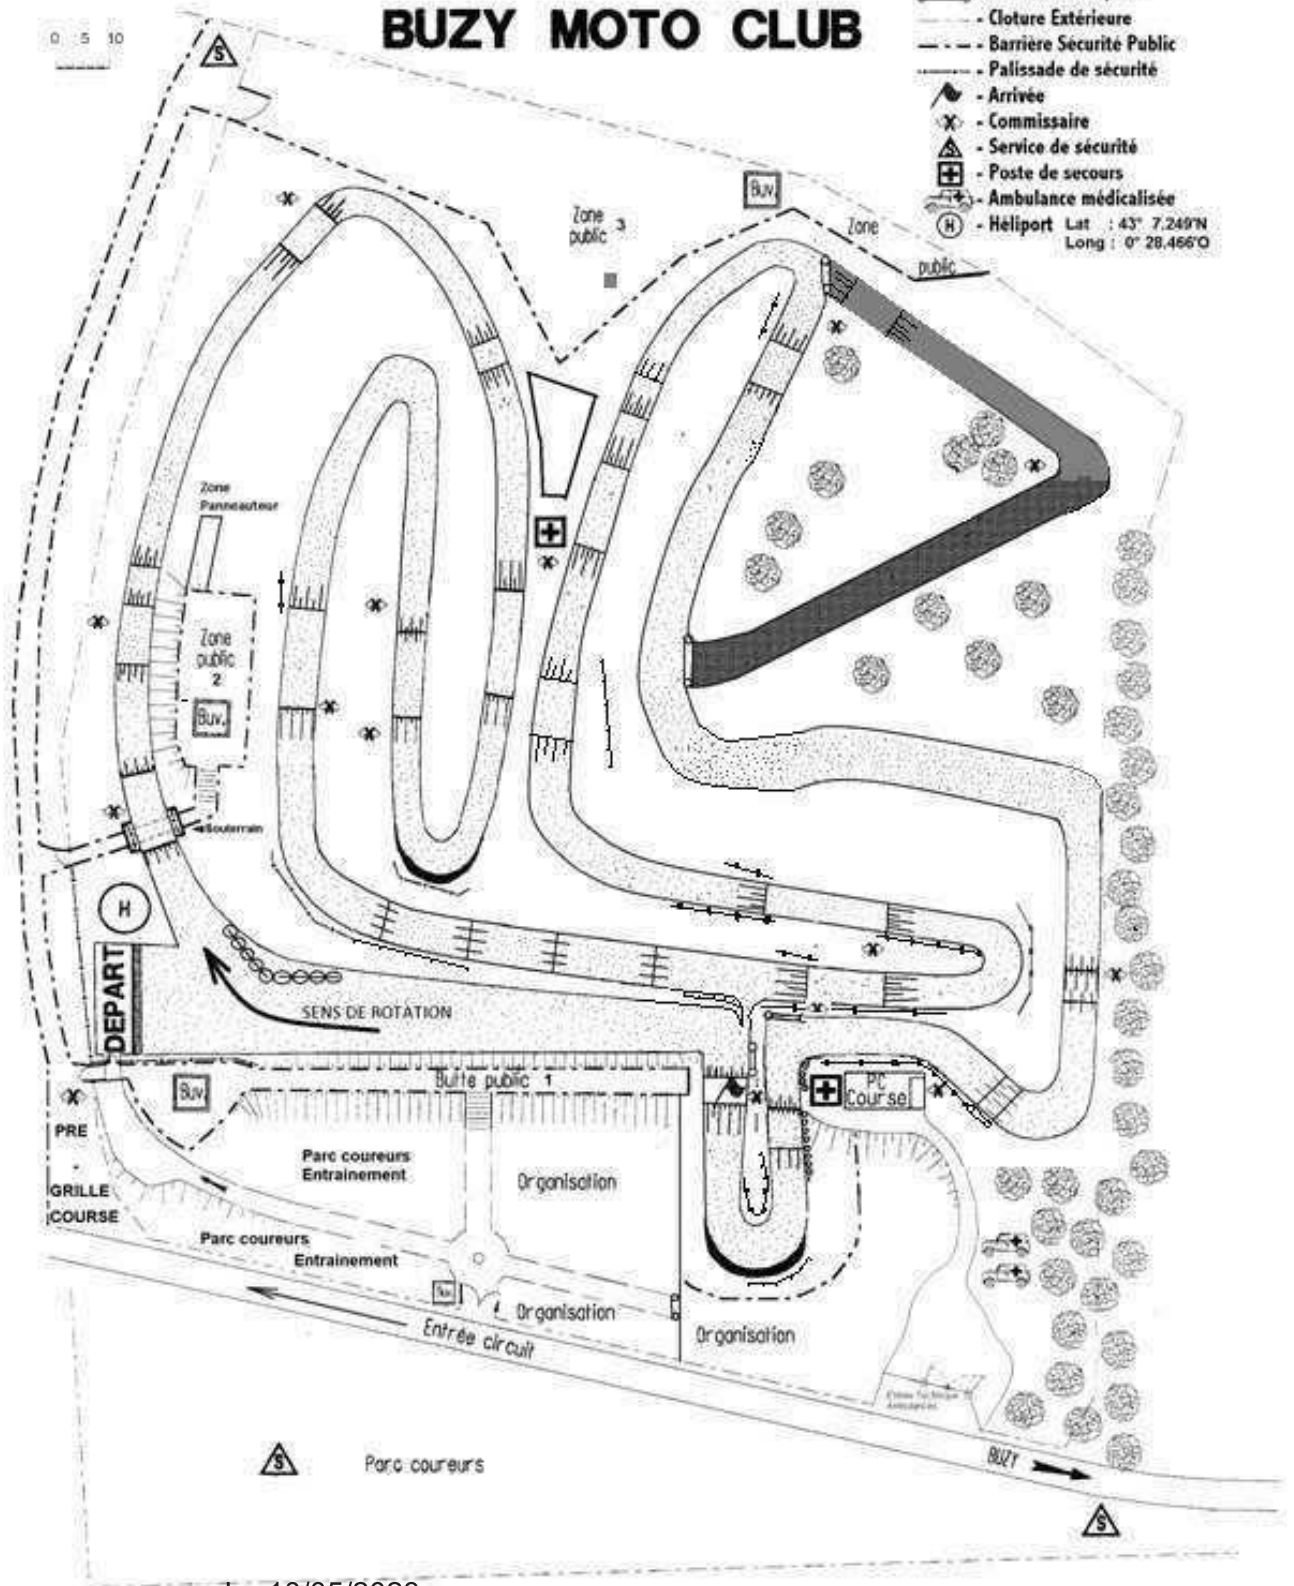 BUZY MOTO CLUB
0 5 10
- Cloture Extérieure
- Barrière Sécurité Public
- Palissade de sécurité
- Arrivée
- Commissaire
S - Service de sécurité
- Poste de secours
- Ambulance médicalisée
H - Héliport Lat : 43° 7.249'N
Long : 0° 28.466'O
S
Buv.
Zone
public 3
Zone
public
Zone
Panneauteur
Zone
public
2
Buv.
Souterrain
H
DEPART
SENS DE ROTATION
Butte public 1
Buv.
PC
Course
PRE
-
GRILLE
COURSE
Parc coureurs
Entrainement
Organisation
Parc coureurs
Entrainement
Buv.
Organisation
Organisation
Entrée circuit
BUZY
S
Parc coureurs
S